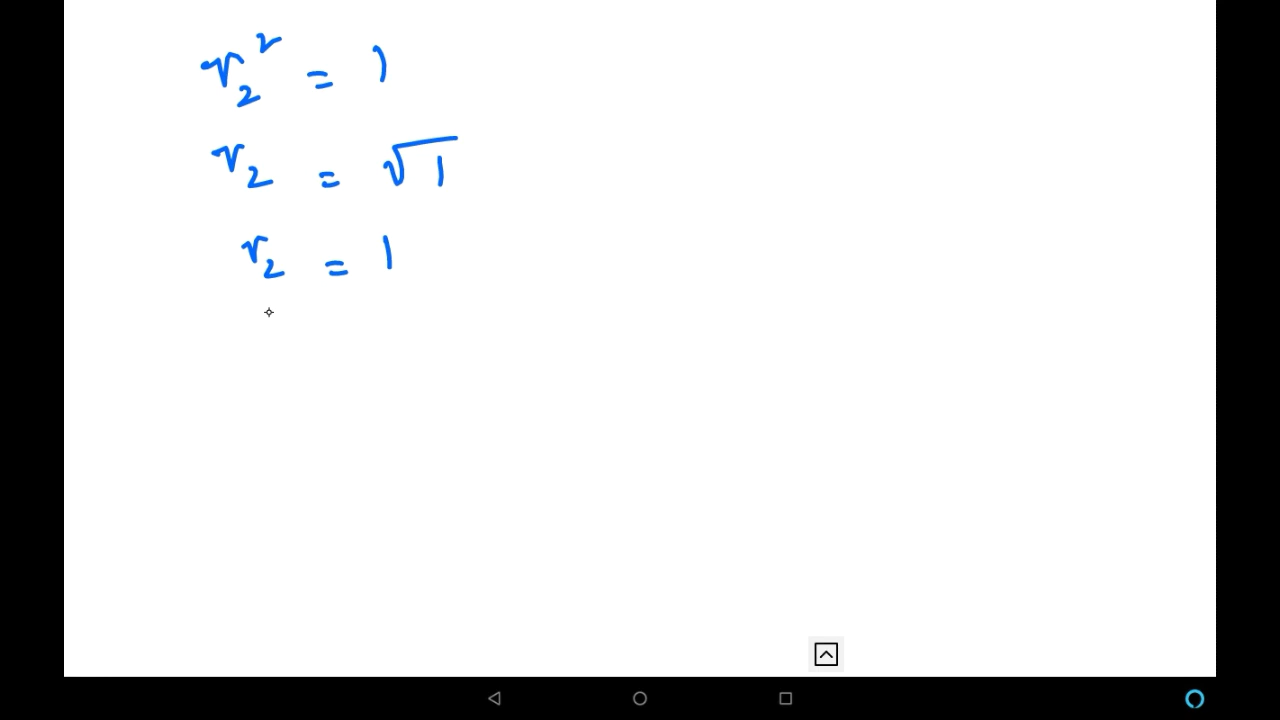 r₂² = 1
r₂ = √1
r₂ = 1